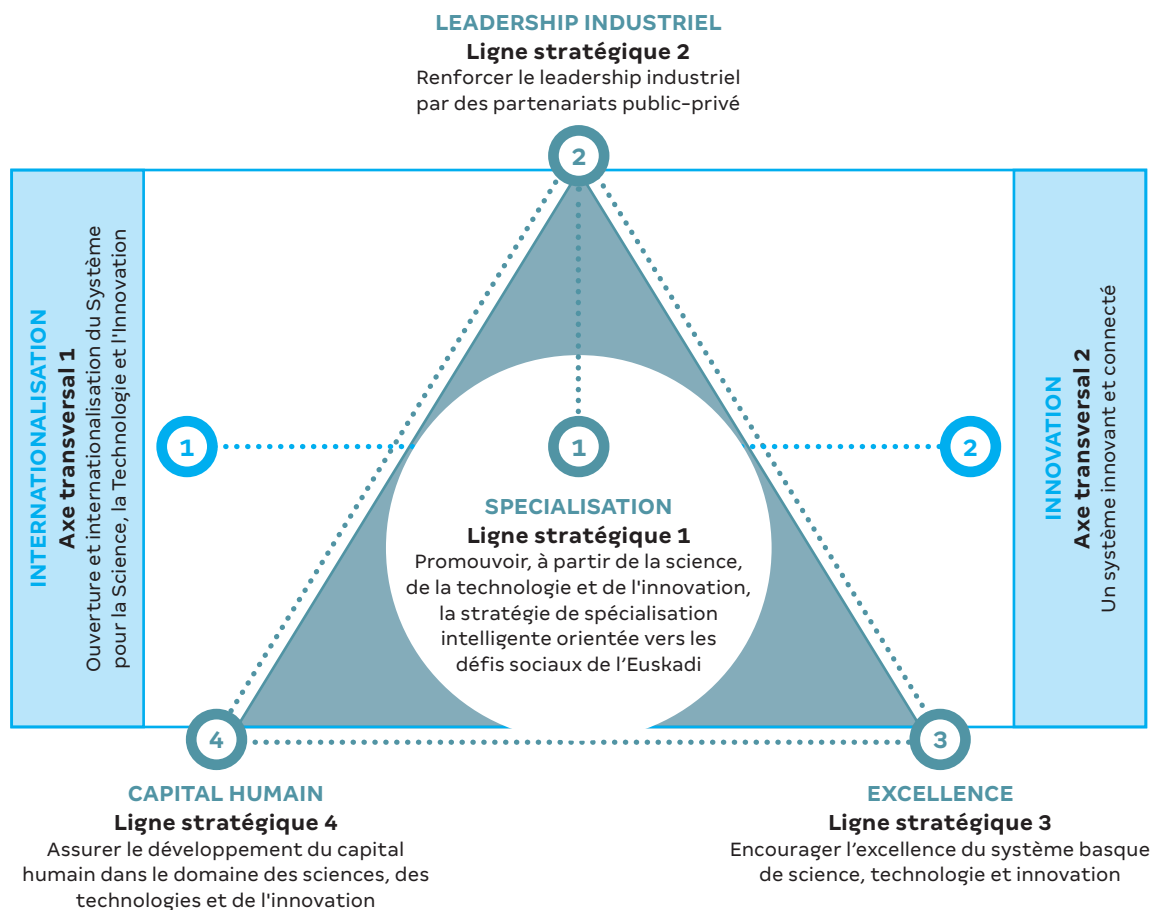 LEADERSHIP INDUSTRIEL
Ligne stratégique 2
Renforcer le leadership industriel
par des partenariats public-privé
2
INTERNATIONALISATION
Axe transversal 1
Ouverture et internationalisation du Système
pour la Science, la Technologie et l'Innovation
1
1
2
INNOVATION
Axe transversal 2
Un système innovant et connecté
SPECIALISATION
Ligne stratégique 1
Promouvoir, à partir de la science,
de la technologie et de l'innovation,
la stratégie de spécialisation
intelligente orientée vers les
défis sociaux de l’Euskadi
4
3
CAPITAL HUMAIN
Ligne stratégique 4
Assurer le développement du capital
humain dans le domaine des sciences, des
technologies et de l'innovation
EXCELLENCE
Ligne stratégique 3
Encourager l’excellence du système basque
de science, technologie et innovation